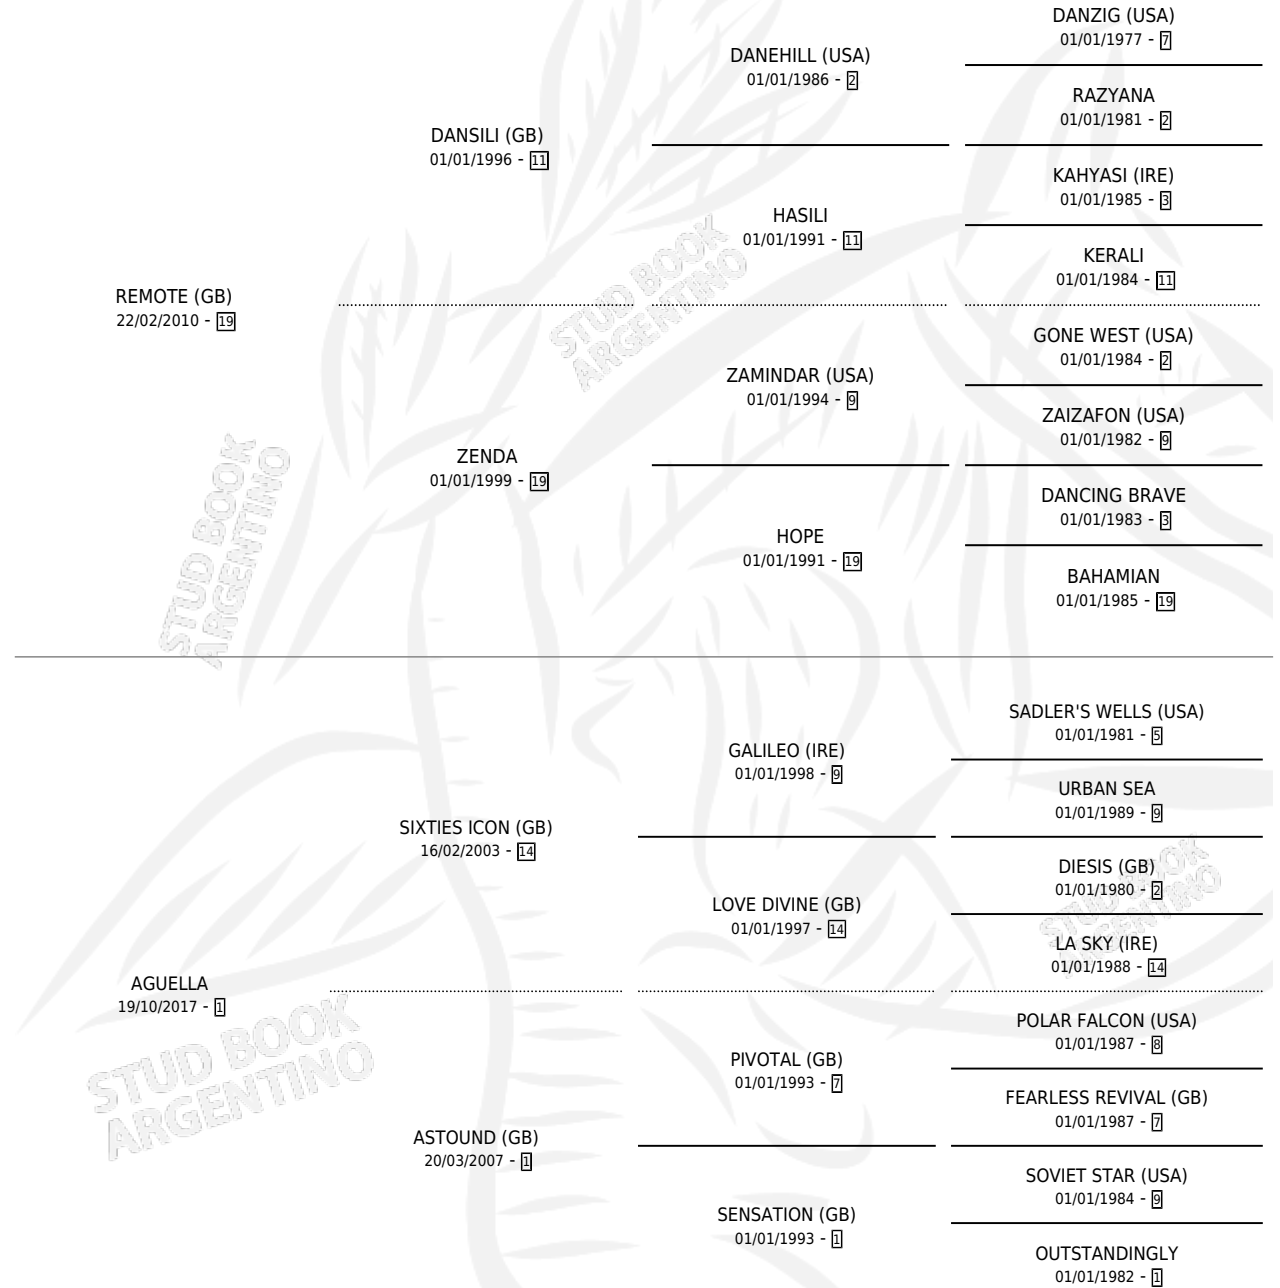 DANZIG (USA)
01/01/1977 - 7
DANEHILL (USA)
01/01/1986 - 2
RAZYANA
01/01/1981 - 2
DANSILI (GB)
01/01/1996 - 11
KAHYASI (IRE)
01/01/1985 - 3
HASILI
01/01/1991 - 11
KERALI
01/01/1984 - 11
REMOTE (GB)
22/02/2010 - 19
STUD BOOK
ARGENTINO
GONE WEST (USA)
01/01/1984 - 2
ZAMINDAR (USA)
01/01/1994 - 9
ZAIZAFON (USA)
01/01/1982 - 9
ZENDA
01/01/1999 - 19
DANCING BRAVE
01/01/1983 - 3
HOPE
01/01/1991 - 19
BAHAMIAN
01/01/1985 - 19
STUD BOOK
ARGENTINO
SADLER'S WELLS (USA)
01/01/1981 - 5
GALILEO (IRE)
01/01/1998 - 9
URBAN SEA
01/01/1989 - 9
SIXTIES ICON (GB)
16/02/2003 - 14
DIESIS (GB)
01/01/1980 - 2
LOVE DIVINE (GB)
01/01/1997 - 14
STUD BOOK
ARGENTINO
LA SKY (IRE)
01/01/1988 - 14
AGUELLA
19/10/2017 - 1
POLAR FALCON (USA)
01/01/1987 - 8
PIVOTAL (GB)
01/01/1993 - 7
STUD BOOK
ARGENTINO
FEARLESS REVIVAL (GB)
01/01/1987 - 7
ASTOUND (GB)
20/03/2007 - 1
SOVIET STAR (USA)
01/01/1984 - 9
SENSATION (GB)
01/01/1993 - 1
OUTSTANDINGLY
01/01/1982 - 1